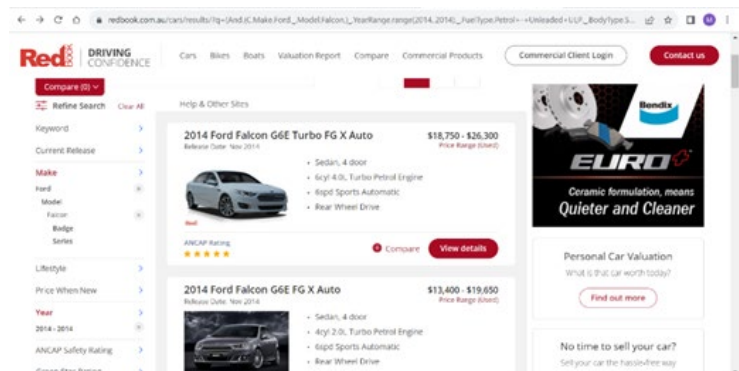 redbook.com.au/cars/results/?q=(And.(C.Make.Ford._.Model.Falcon.)_.YearRange.range(2014..2014)._.FuelType.Petrol+-+Unleaded+ULP._.BodyType.S...
Red BOOK
DRIVING
CONFIDENCE
Cars
Bikes
Boats
Valuation Report
Compare
Commercial Products
Commercial Client Login
Contact us
Compare (0)
Refine Search
Clear All
Keyword
Current Release
Make
Ford
Model
Falcon
Badge
Series
Lifestyle
Price When New
Year
2014 - 2014
ANCAP Safety Rating
Help & Other Sites
2014 Ford Falcon G6E Turbo FG X Auto
$18,750 - $26,300
Release Date: Nov 2014
Price Range (Used)
• Sedan, 4 door
• 6cyl 4.0L Turbo Petrol Engine
• 6spd Sports Automatic
• Rear Wheel Drive
Red
ANCAP Rating
Compare
View details
2014 Ford Falcon G6E FG X Auto
$13,400 - $19,650
Release Date: Nov 2014
Price Range (Used)
• Sedan, 4 door
• 4cyl 2.0L Turbo Petrol Engine
• 6spd Sports Automatic
• Rear Wheel Drive
Bendix
EURO+
Ceramic formulation, means
Quieter and Cleaner
Personal Car Valuation
What is that car worth today?
Find out more
No time to sell your car?
Sell your car the hassle-free way